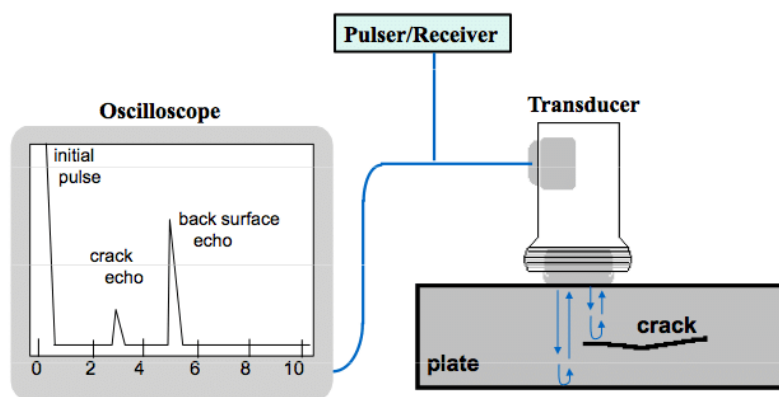 Pulser/Receiver
Oscilloscope
Transducer
initial
pulse
back surface
echo
crack
echo
0 2 4 6 8 10
crack
plate